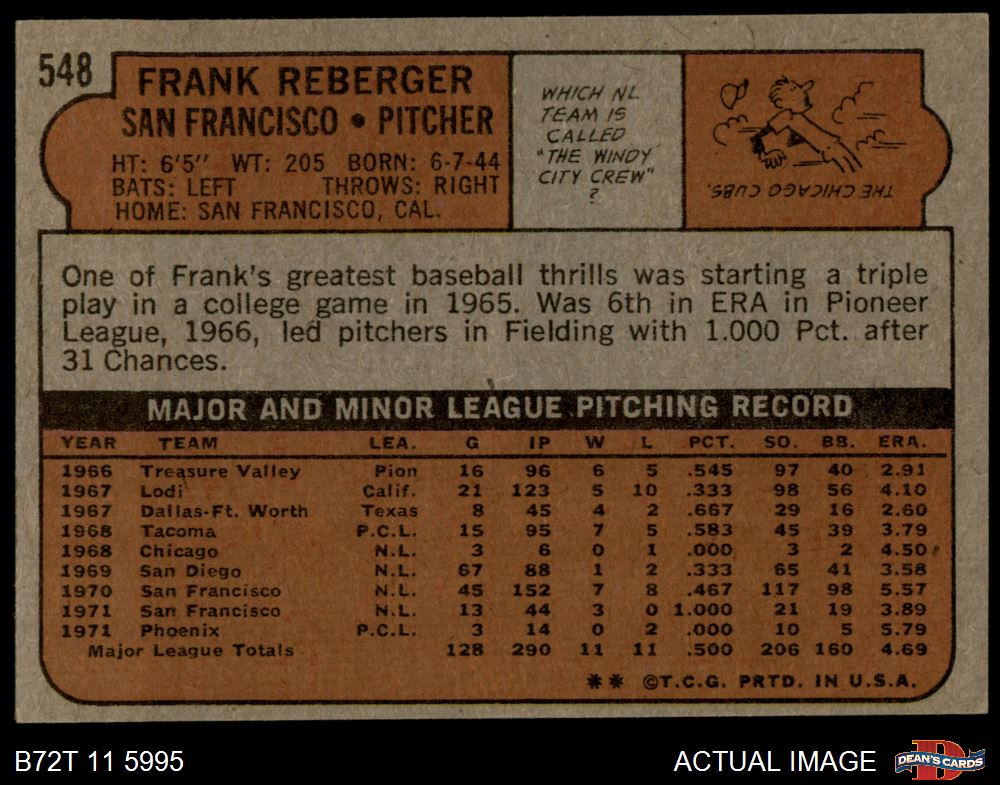 548
FRANK REBERGER
SAN FRANCISCO • PITCHER
HT: 6'5" WT: 205 BORN: 6-7-44
BATS: LEFT THROWS: RIGHT
HOME: SAN FRANCISCO, CAL.
WHICH NL
TEAM IS
CALLED
"THE WINDY
CITY CREW"
?
THE CHICAGO CUBS.
One of Frank's greatest baseball thrills was starting a triple
play in a college game in 1965. Was 6th in ERA in Pioneer
League, 1966, led pitchers in Fielding with 1.000 Pct. after
31 Chances.
MAJOR AND MINOR LEAGUE PITCHING RECORD
YEAR TEAM LEA. G IP W L PCT. SO. BB. ERA.
1966 Treasure Valley Pion 16 96 6 5 .545 97 40 2.91
1967 Lodi Calif. 21 123 5 10 .333 98 56 4.10
1967 Dallas-Ft. Worth Texas 8 45 4 2 .667 29 16 2.60
1968 Tacoma P.C.L. 15 95 7 5 .583 45 39 3.79
1968 Chicago N.L. 3 6 0 1 .000 3 2 4.50
1969 San Diego N.L. 67 88 1 2 .333 65 41 3.58
1970 San Francisco N.L. 45 152 7 8 .467 117 98 5.57
1971 San Francisco N.L. 13 44 3 0 1.000 21 19 3.89
1971 Phoenix P.C.L. 3 14 0 2 .000 10 5 5.79
Major League Totals 128 290 11 11 .500 206 160 4.69
** ©T.C.G. PRTD. IN U.S.A.
B72T 11 5995
ACTUAL IMAGE
D
DEAN'S CARDS